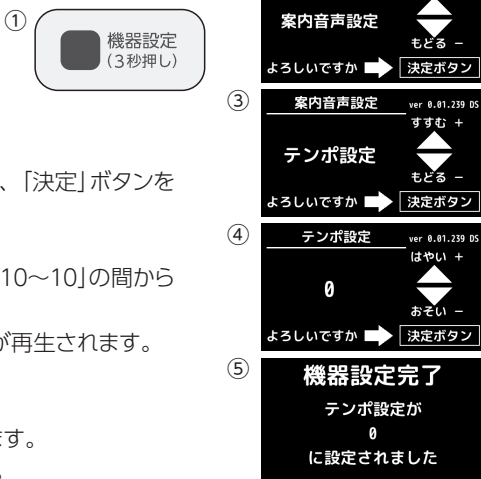 ①
機器設定
(3秒押し)
、「決定」ボタンを
10～10」の間から
が再生されます。
ます。
案内音声設定
もどる －
よろしいですか
決定ボタン
③
案内音声設定
ver 0.01.239 DS
すすむ ＋
テンポ設定
もどる －
よろしいですか
決定ボタン
④
テンポ設定
ver 0.01.239 DS
はやい ＋
0
おそい －
よろしいですか
決定ボタン
⑤
機器設定完了
テンポ設定が
0
に設定されました